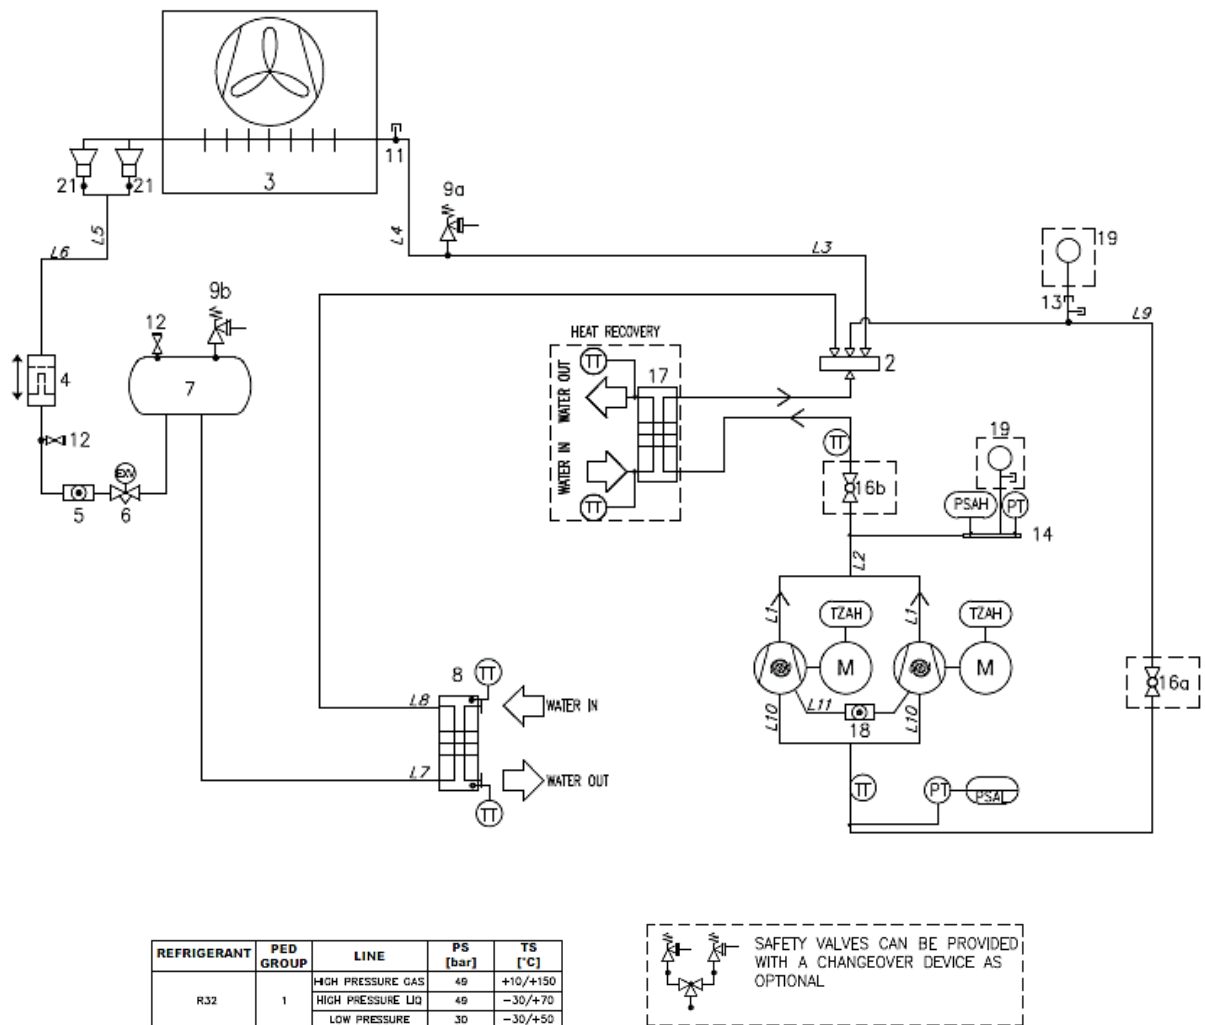 3
11
21
21
9a
L5
L4
L6
L3
19
13
L9
9b
12
4
7
12
EXV
5
6
HEAT RECOVERY
TT
17
WATER OUT
WATER IN
TT
2
TT
16b
19
PSAH
PT
14
L2
L1
L1
TZAH
TZAH
M
M
L10
L11
L10
18
16a
TT
PT
PSAL
8
TT
L8
WATER IN
L7
WATER OUT
TT
REFRIGERANT PED GROUP LINE PS [bar] TS [°C]
HIGH PRESSURE GAS 49 +10/+150
R32 1 HIGH PRESSURE LIQ 49 -30/+70
LOW PRESSURE 30 -30/+50
SAFETY VALVES CAN BE PROVIDED
WITH A CHANGEOVER DEVICE AS
OPTIONAL